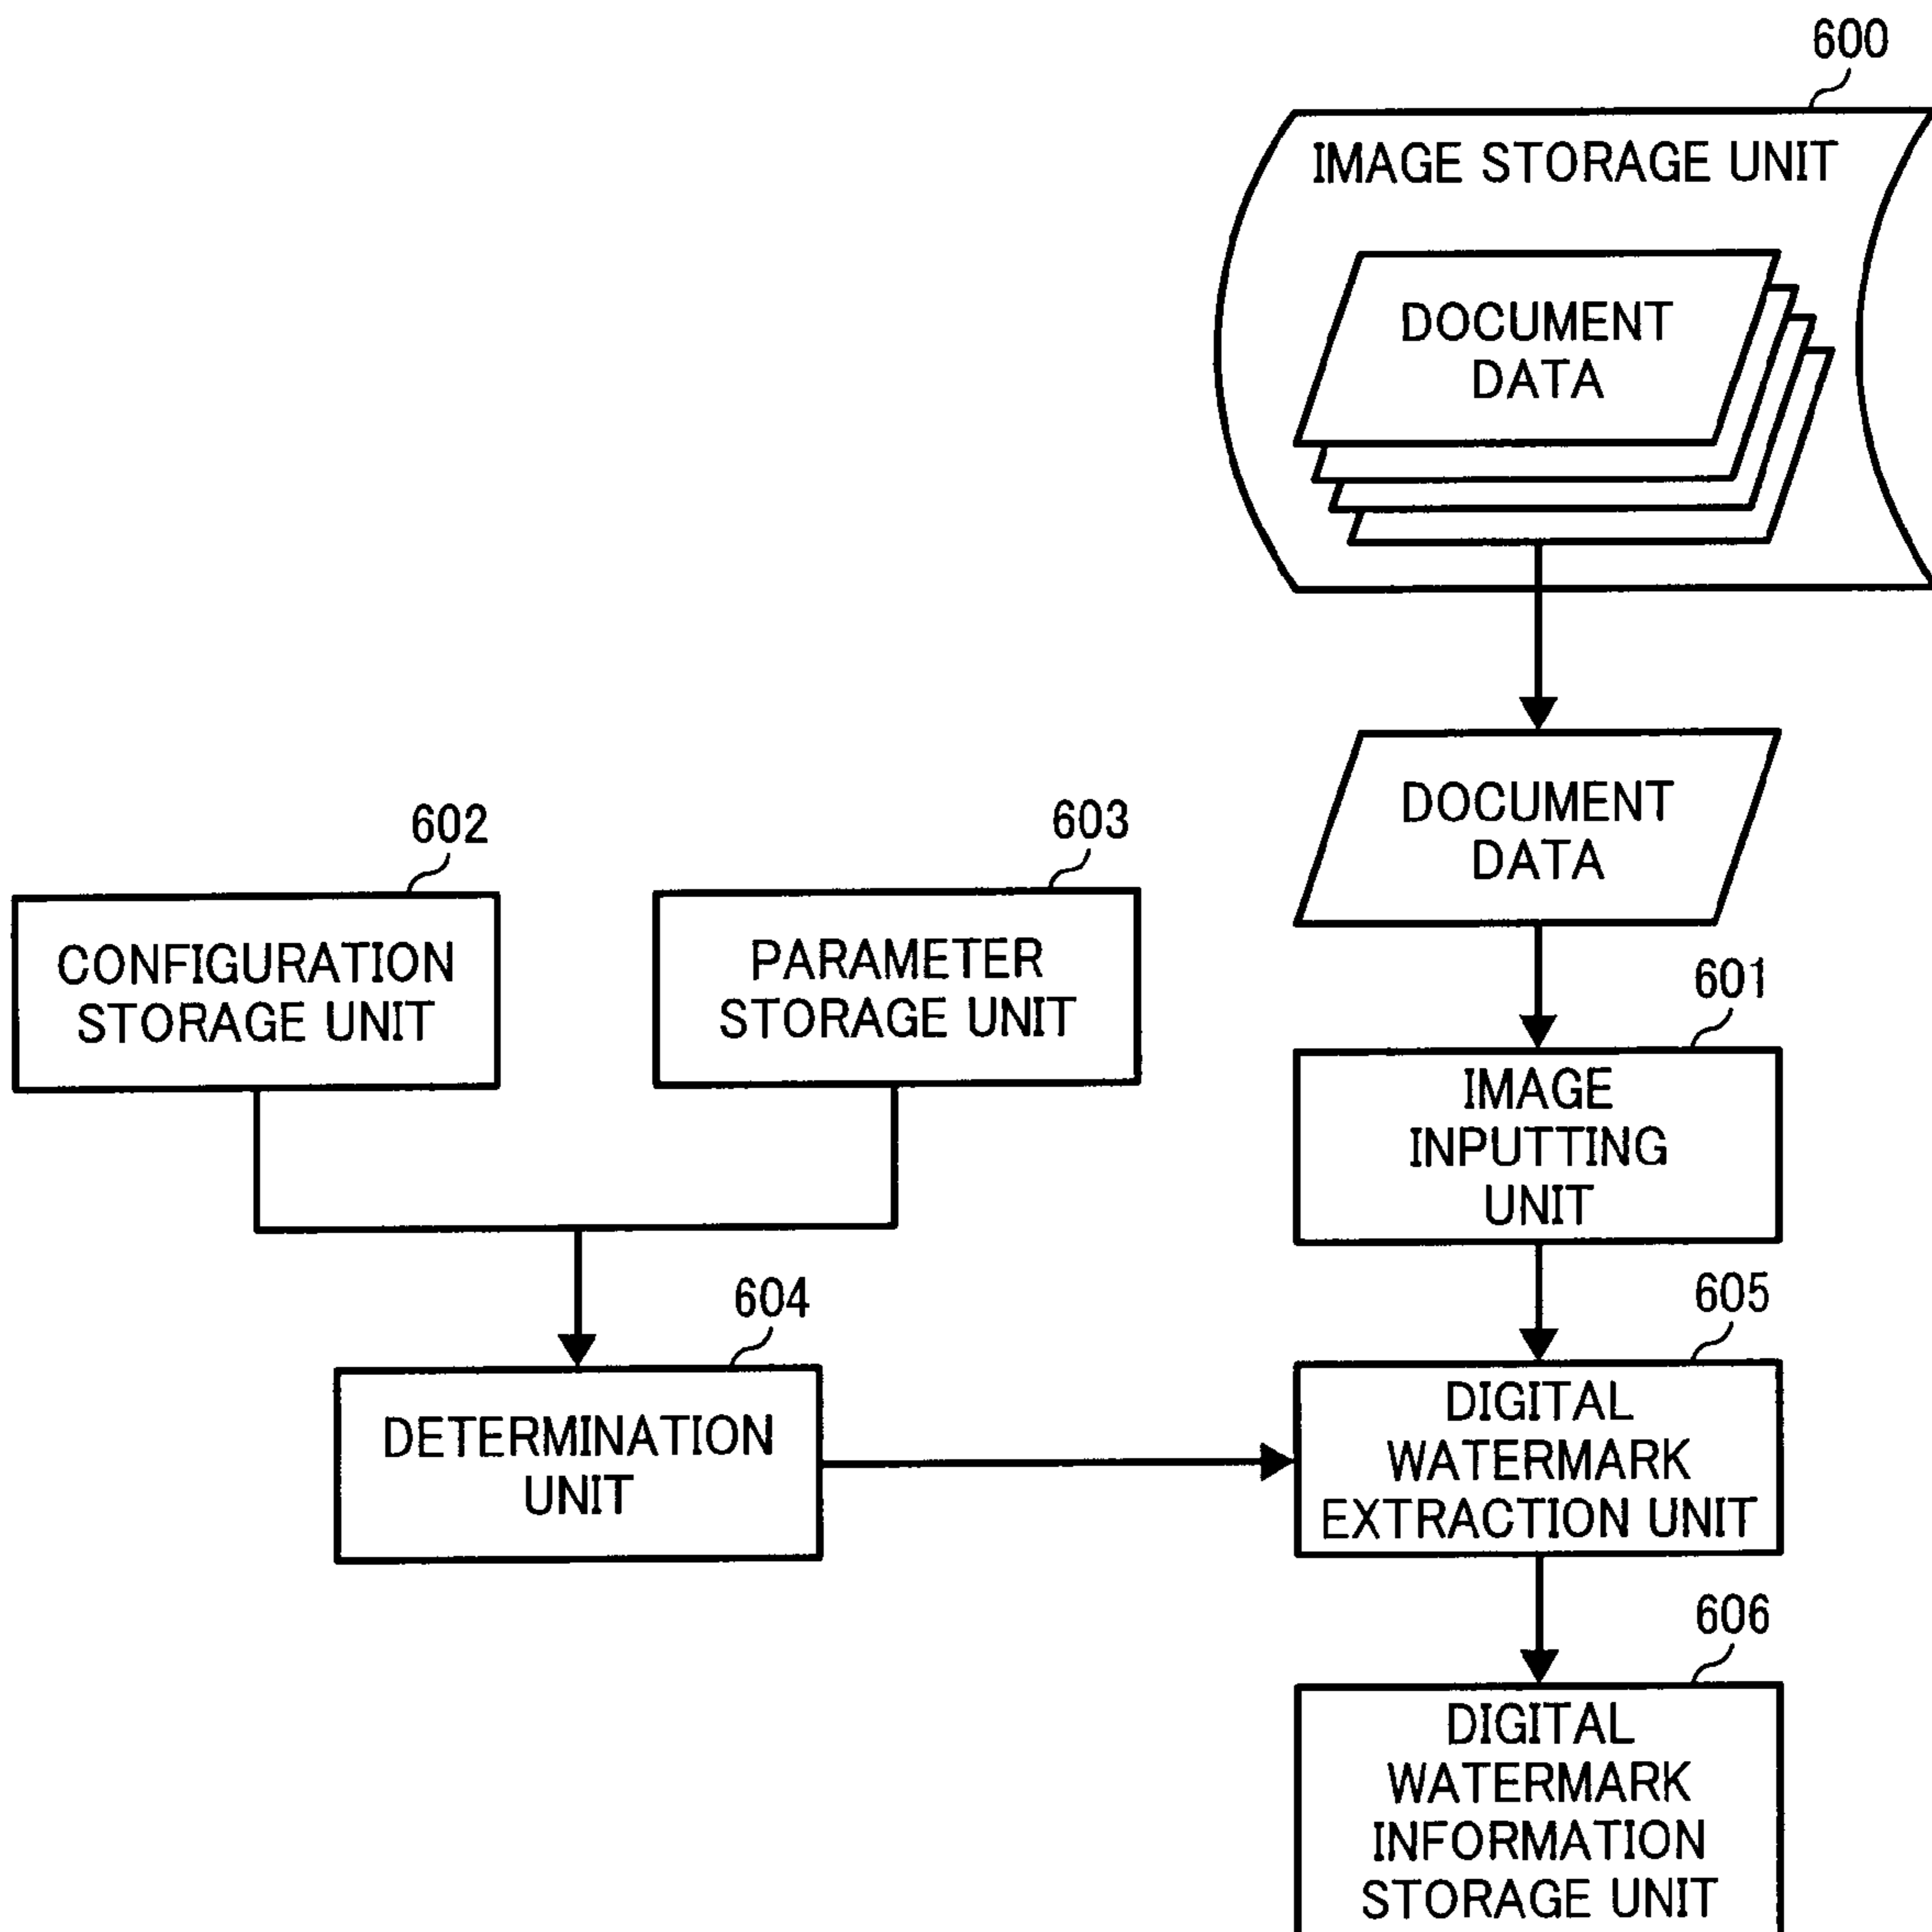 600
IMAGE STORAGE UNIT
DOCUMENT
DATA
DOCUMENT
DATA
602
CONFIGURATION
STORAGE UNIT
603
PARAMETER
STORAGE UNIT
601
IMAGE
INPUTTING
UNIT
604
DETERMINATION
UNIT
605
DIGITAL
WATERMARK
EXTRACTION UNIT
606
DIGITAL
WATERMARK
INFORMATION
STORAGE UNIT